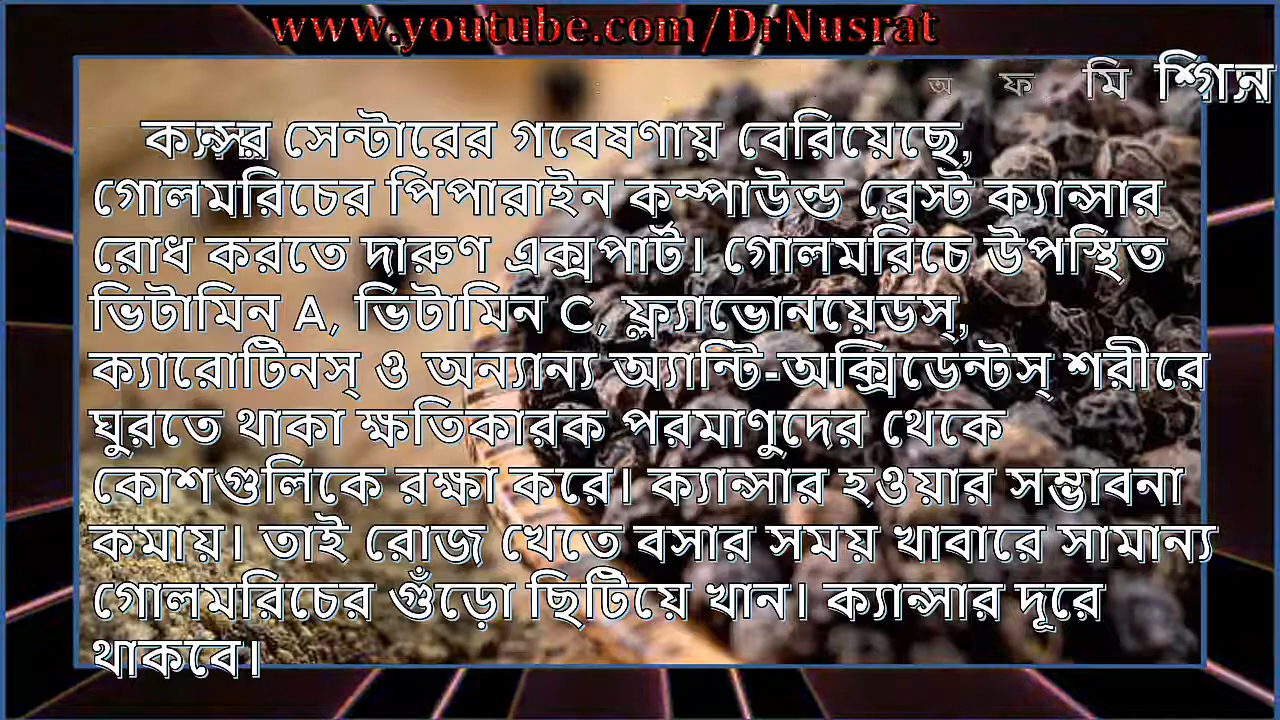 www.youtube.com/DrNusrat
সেন্টারের গবেষণায় বেরিয়েছে,
গোলমরিচের পিপারাইন কম্পাউন্ড ব্রেস্ট ক্যান্সার
রোধ করতে দারুণ এক্সপার্ট। গোলমরিচে উপস্থিত
ভিটামিন A, ভিটামিন C, ফ্ল্যাভোনয়েডস্,
ক্যারোটিনস্ ও অন্যান্য অ্যান্টি-অক্সিডেন্টস্ শরীরে
ঘুরতে থাকা ক্ষতিকারক পরমাণুদের থেকে
কোশগুলিকে রক্ষা করে। ক্যান্সার হওয়ার সম্ভাবনা
কমায়। তাই রোজ খেতে বসার সময় খাবারে সামান্য
গোলমরিচের গুঁড়ো ছিটিয়ে খান। ক্যান্সার দূরে
থাকবে।